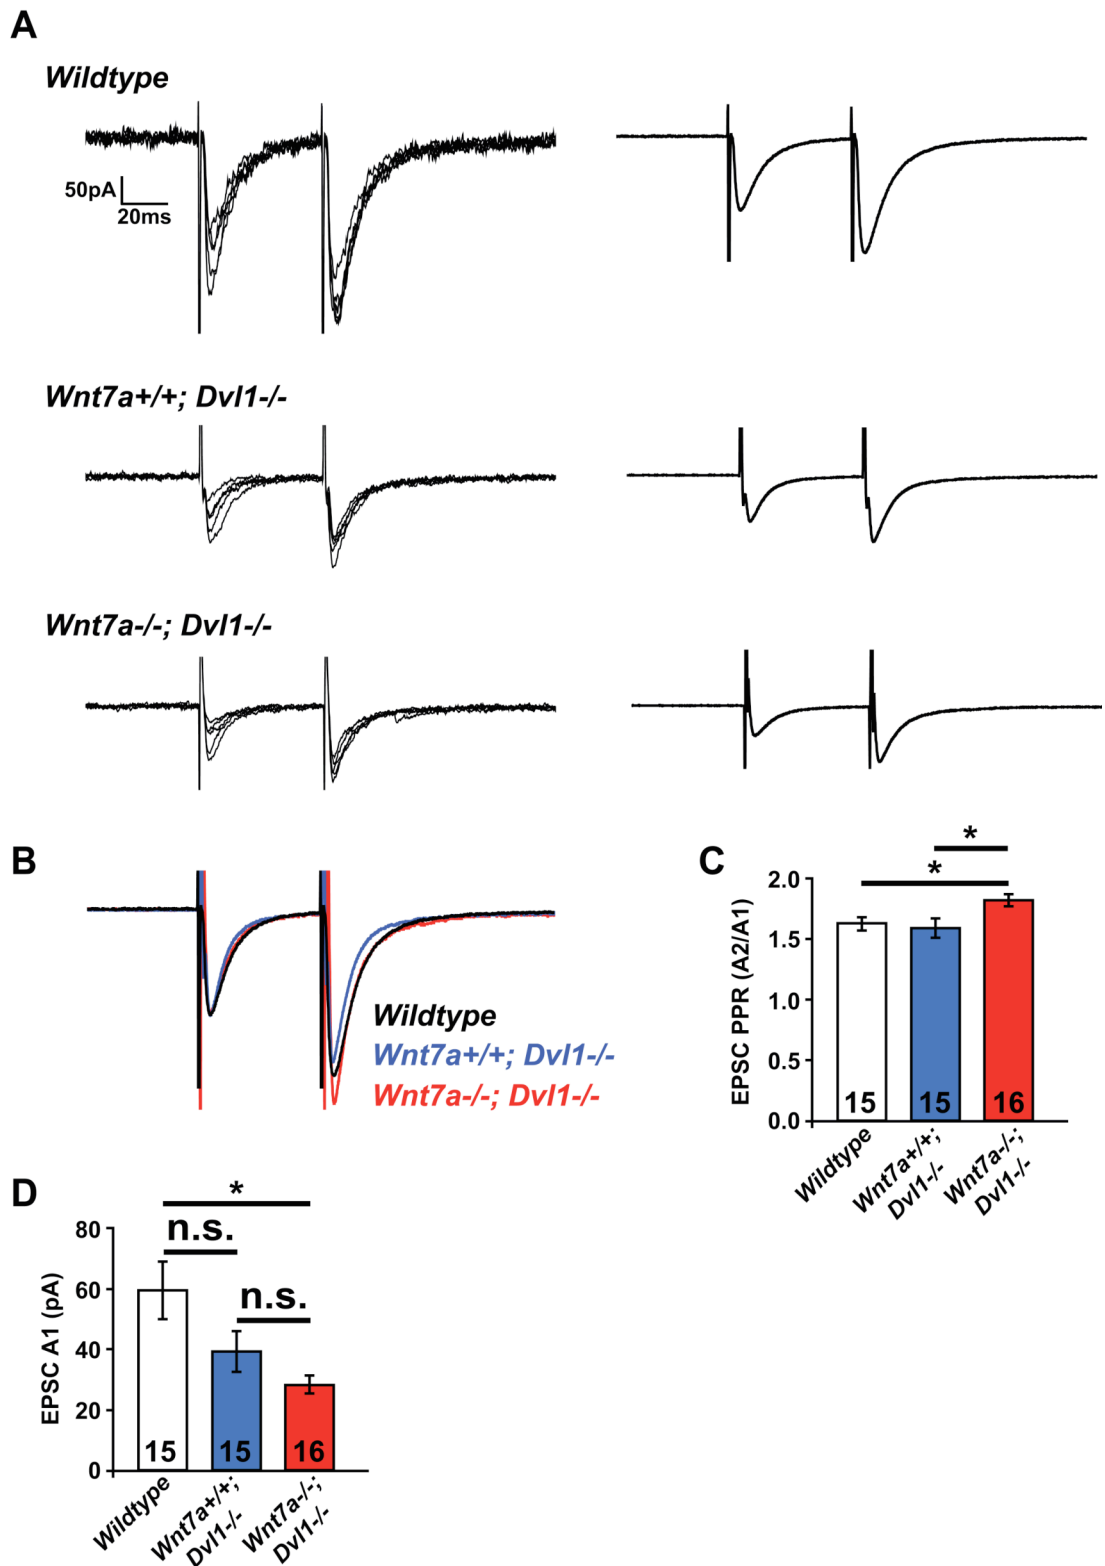 A
Wildtype
50pA
20ms
Wnt7a+/+; Dvl1-/-
Wnt7a-/-; Dvl1-/-
B
Wildtype
Wnt7a+/+; Dvl1-/-
Wnt7a-/-; Dvl1-/-
C
*
*
EPSC PPR (A2/A1)
2.0
1.5
1.0
0.5
0.0
15
15
16
Wildtype
Wnt7a+/+;
Dvl1-/-
Wnt7a-/-;
Dvl1-/-
D
*
n.s.
n.s.
EPSC A1 (pA)
80
60
40
20
0
15
15
16
Wildtype
Wnt7a+/+;
Dvl1-/-
Wnt7a-/-;
Dvl1-/-